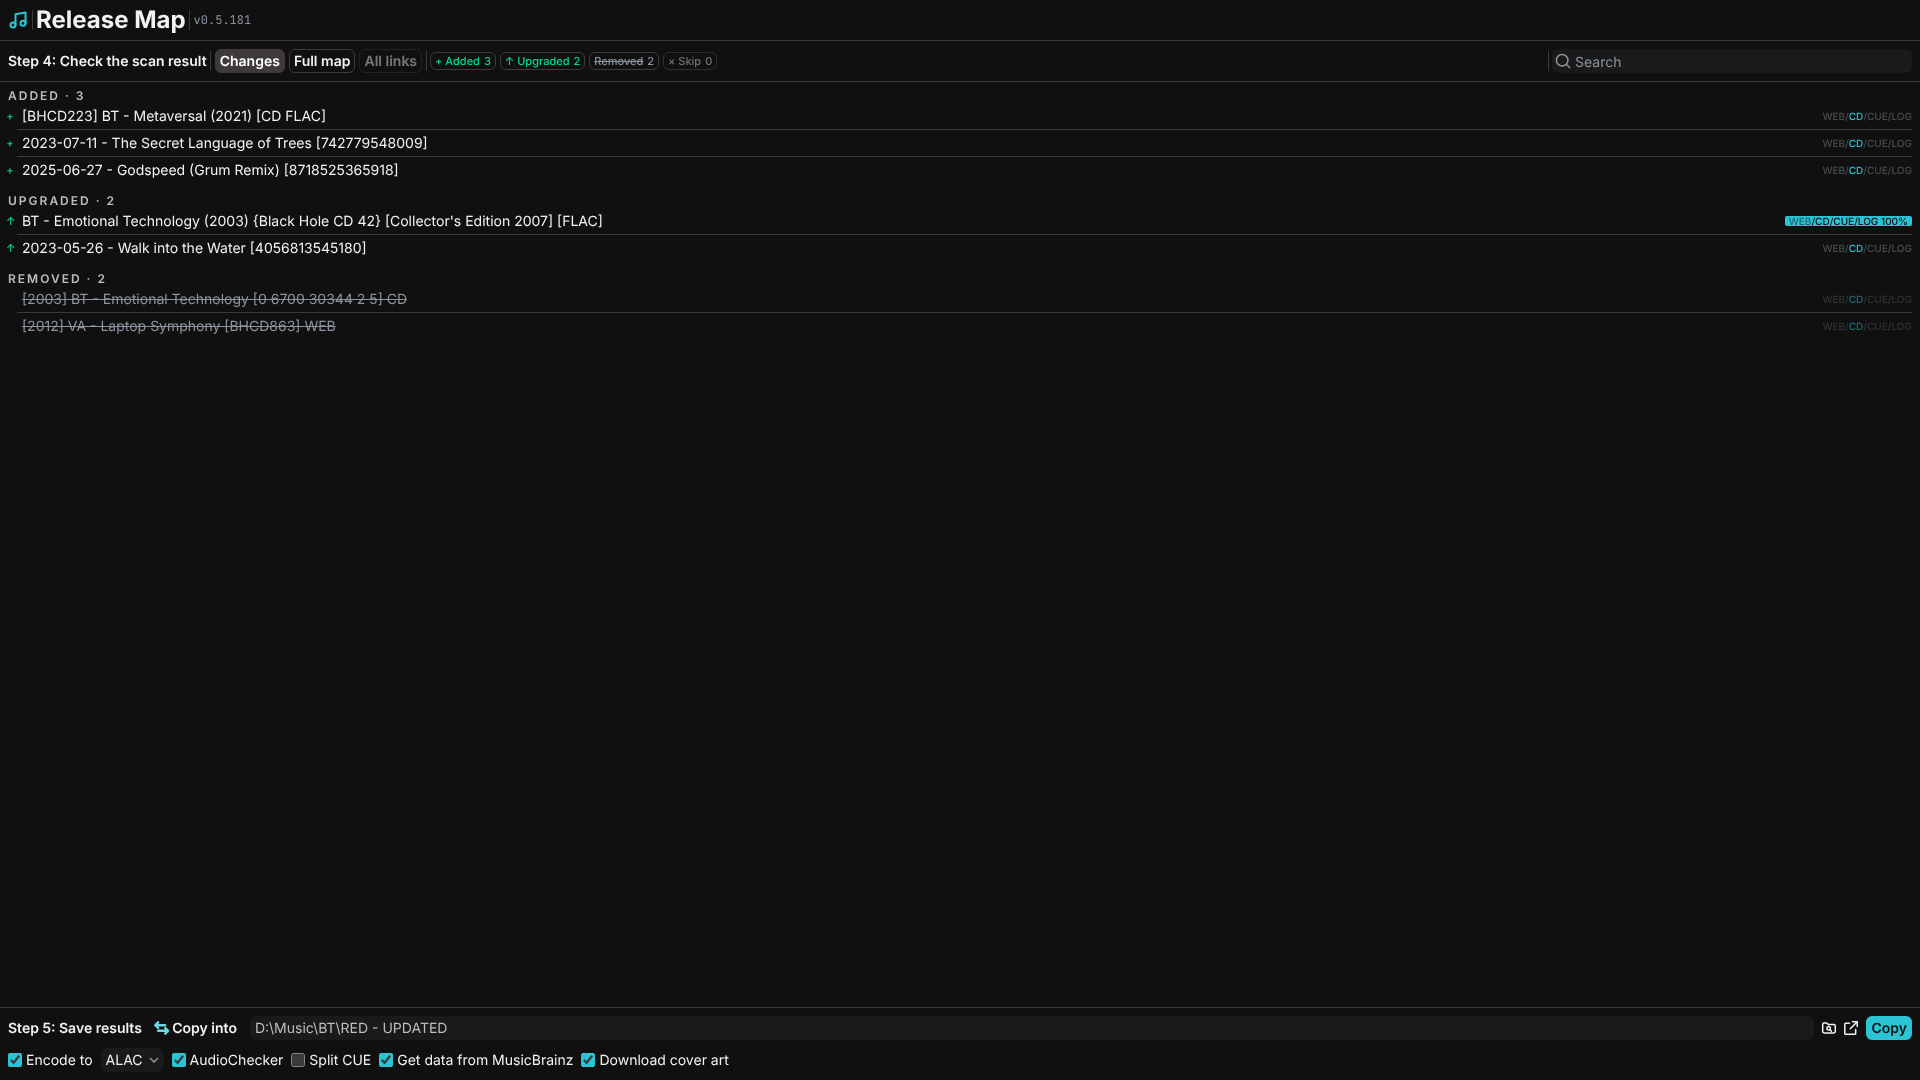 Release Map v0.5.181
Step 4: Check the scan result Changes Full map All links + Added 3 ↑ Upgraded 2 Removed 2 × Skip 0 Search
ADDED · 3
+ [BHCD223] BT - Metaversal (2021) [CD FLAC] WEB/CD/CUE/LOG
+ 2023-07-11 - The Secret Language of Trees [742779548009] WEB/CD/CUE/LOG
+ 2025-06-27 - Godspeed (Grum Remix) [8718525365918] WEB/CD/CUE/LOG
UPGRADED · 2
↑ BT - Emotional Technology (2003) {Black Hole CD 42} [Collector's Edition 2007] [FLAC] WEB/CD/CUE/LOG 100%
↑ 2023-05-26 - Walk into the Water [4056813545180] WEB/CD/CUE/LOG
REMOVED · 2
[2003] BT - Emotional Technology [0 6700 30344 2 5] CD WEB/CD/CUE/LOG
[2012] VA - Laptop Symphony [BHCD863] WEB WEB/CD/CUE/LOG
Step 5: Save results Copy into D:\Music\BT\RED - UPDATED Copy
Encode to ALAC AudioChecker Split CUE Get data from MusicBrainz Download cover art